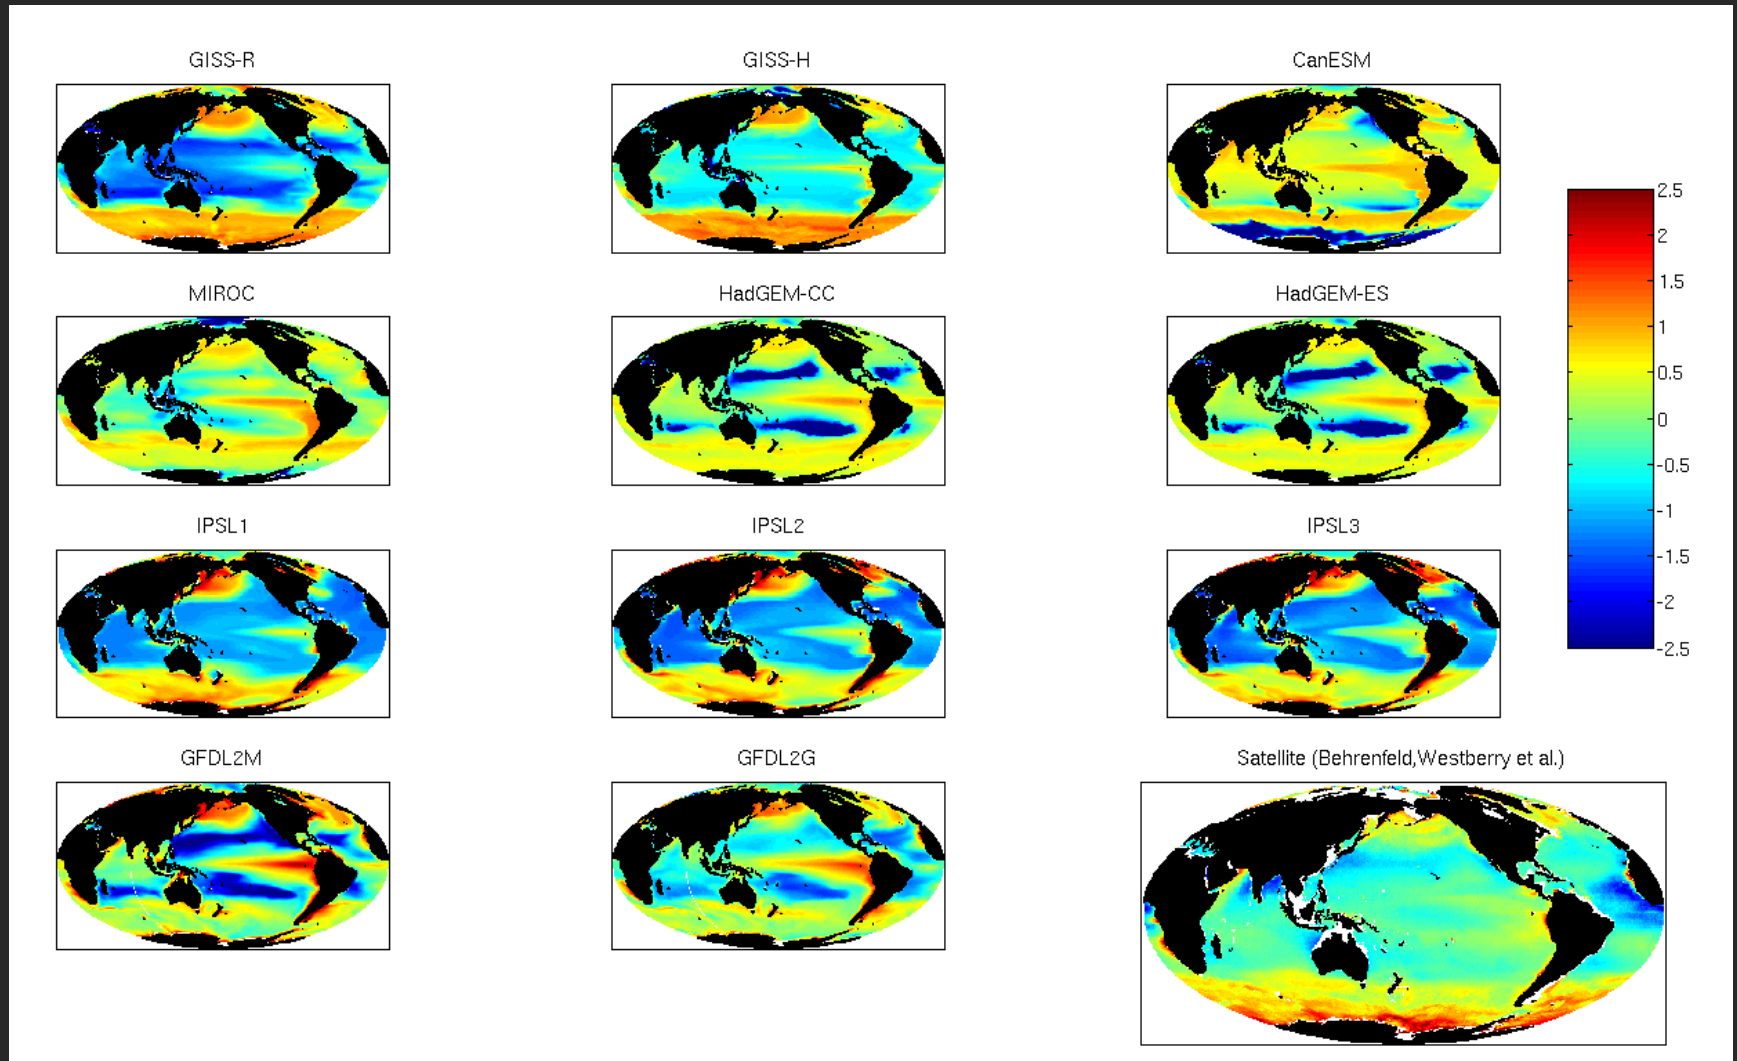 GISS-R
GISS-H
CanESM
MIROC
HadGEM-CC
HadGEM-ES
IPSL1
IPSL2
IPSL3
GFDL2M
GFDL2G
Satellite (Behrenfeld,Westberry et al.)
2.5
2
1.5
1
0.5
0
-0.5
-1
-1.5
-2
-2.5